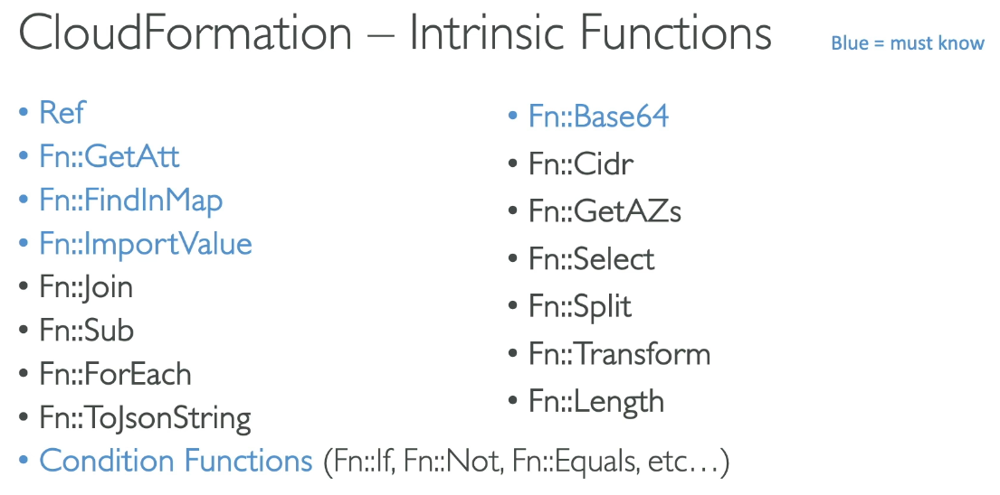 CloudFormation – Intrinsic Functions
Blue = must know
• Ref
• Fn::GetAtt
• Fn::FindInMap
• Fn::ImportValue
• Fn::Join
• Fn::Sub
• Fn::ForEach
• Fn::ToJsonString
• Condition Functions (Fn::If, Fn::Not, Fn::Equals, etc…)
• Fn::Base64
• Fn::Cidr
• Fn::GetAZs
• Fn::Select
• Fn::Split
• Fn::Transform
• Fn::Length